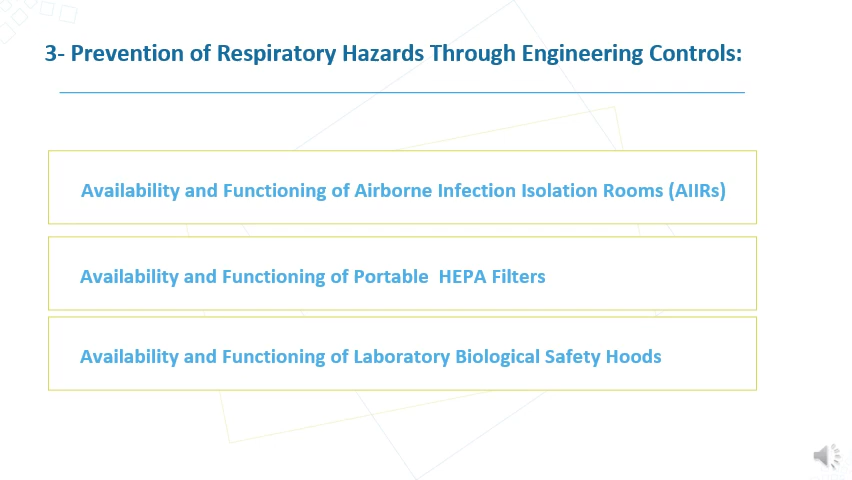 3- Prevention of Respiratory Hazards Through Engineering Controls:
Availability and Functioning of Airborne Infection Isolation Rooms (AIIRs)
Availability and Functioning of Portable  HEPA Filters
Availability and Functioning of Laboratory Biological Safety Hoods